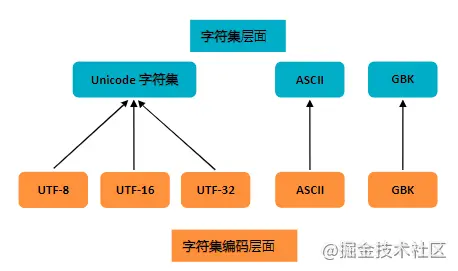 字符集层面
Unicode 字符集
ASCII
GBK
UTF-8
UTF-16
UTF-32
ASCII
GBK
字符集编码层面
@掘金技术社区